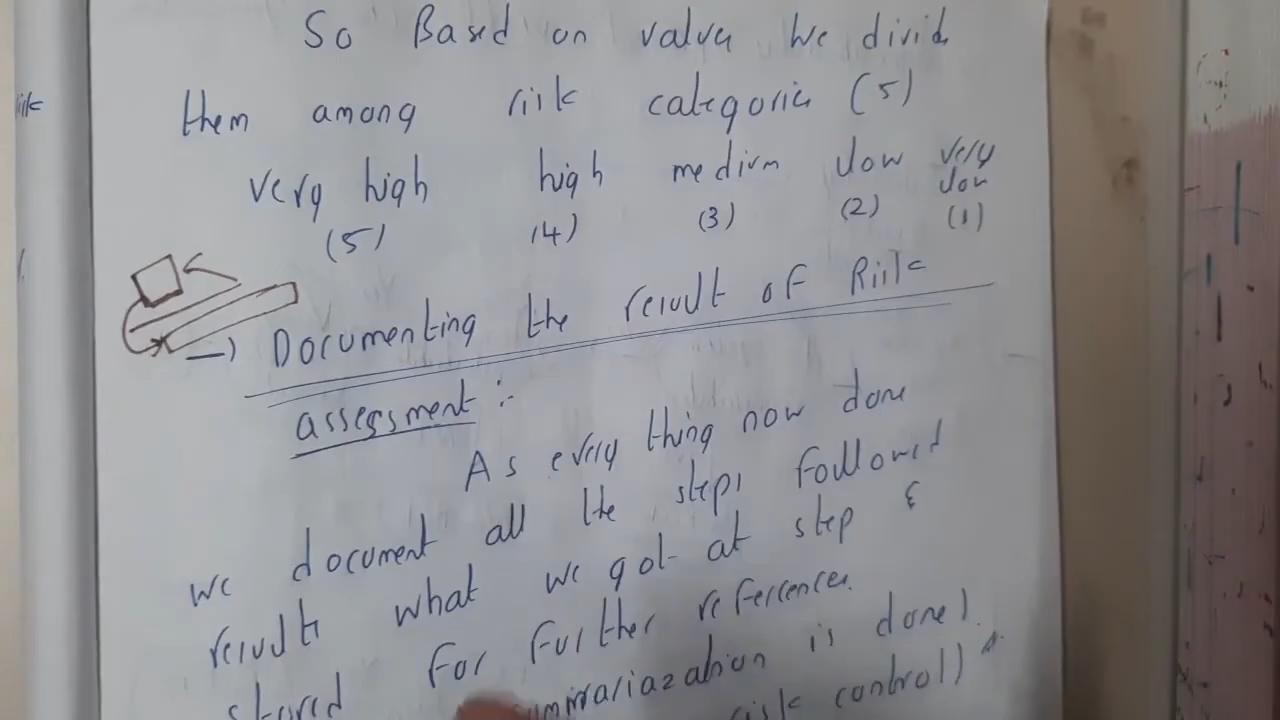 So Based on valve we divide
them among risk categories (5)
very high high medium low very low
(5) (4) (3) (2) (1)
→ Documenting the result of Risk
assessment :-
As every thing now done
we document all the steps followed
results what we got at step &
stored for further references.
is done).
risk control)